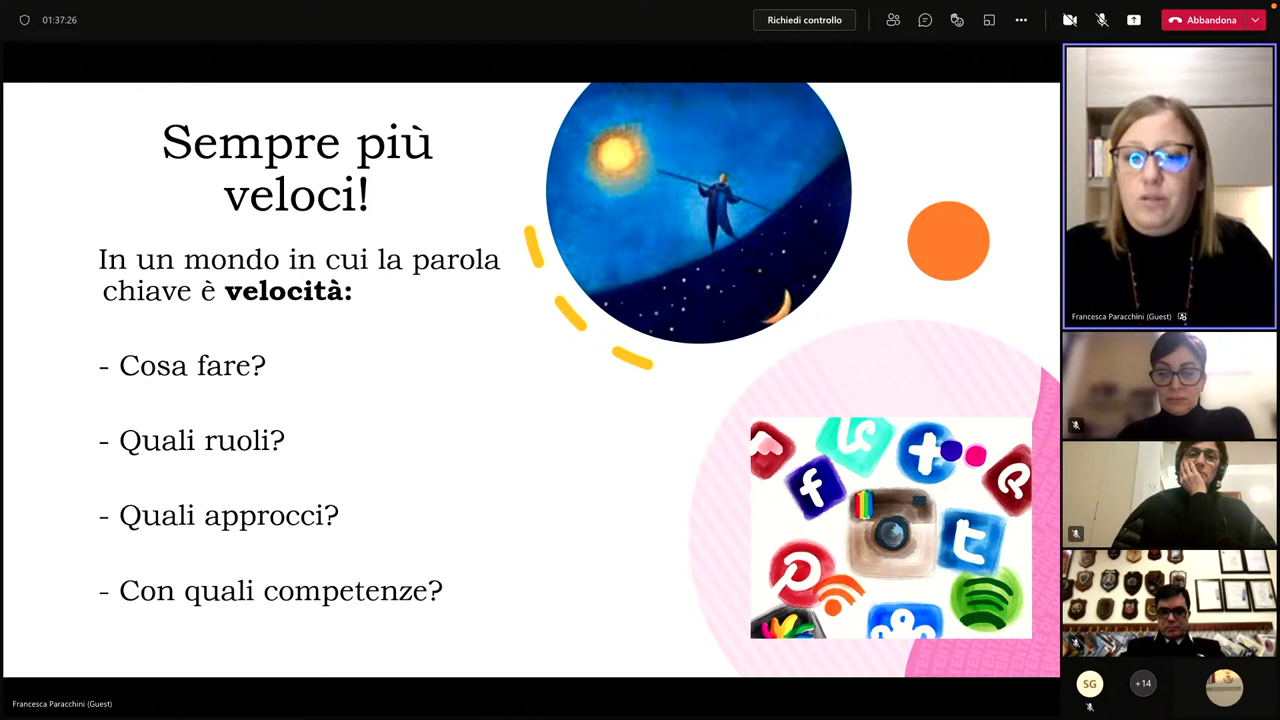 01:37:26
Richiedi controllo
Abbandona
Sempre più
veloci!
In un mondo in cui la parola
chiave è velocità:
- Cosa fare?
- Quali ruoli?
- Quali approcci?
- Con quali competenze?
Francesca Paracchini (Guest)
SG
+14
Francesca Paracchini (Guest)